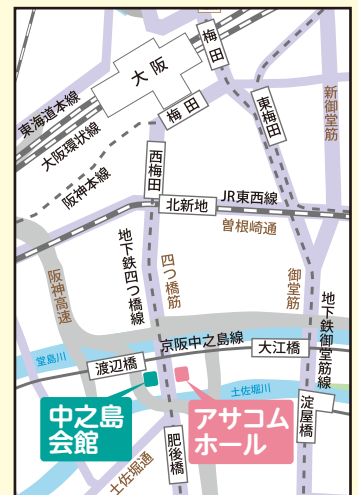 梅田
大阪
梅田
東梅田
新御堂筋
東海道本線
大阪環状線
阪神本線
西梅田
北新地
JR東西線
曽根崎通
地下鉄四つ橋線
四つ橋筋
御堂筋
阪神高速
地下鉄御堂筋線
京阪中之島線
大江橋
堂島川
渡辺橋
土佐堀川
淀屋橋
中之島
会館
アサコム
ホール
肥後橋
土佐堀通